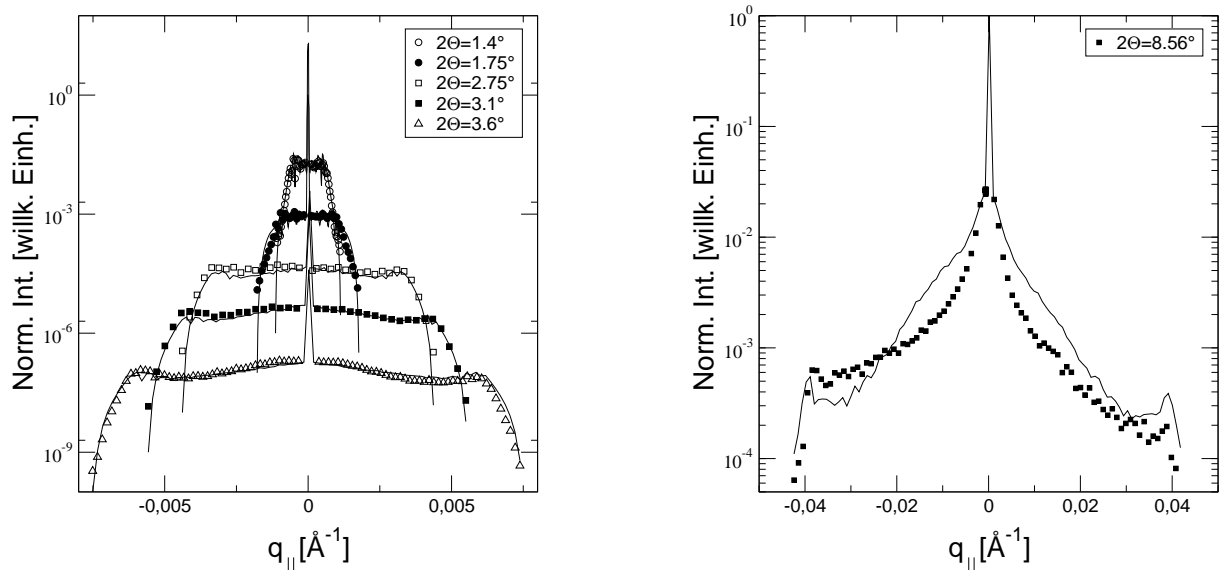 2Θ=1.4°
2Θ=1.75°
2Θ=2.75°
2Θ=3.1°
2Θ=3.6°
Norm. Int. [willk. Einh.]
10^0
10^-3
10^-6
10^-9
-0,005
0
0,005
q||[Å^-1]
2Θ=8.56°
Norm. Int. [willk. Einh.]
10^0
10^-1
10^-2
10^-3
10^-4
-0,04
-0,02
0
0,02
0,04
q||[Å^-1]